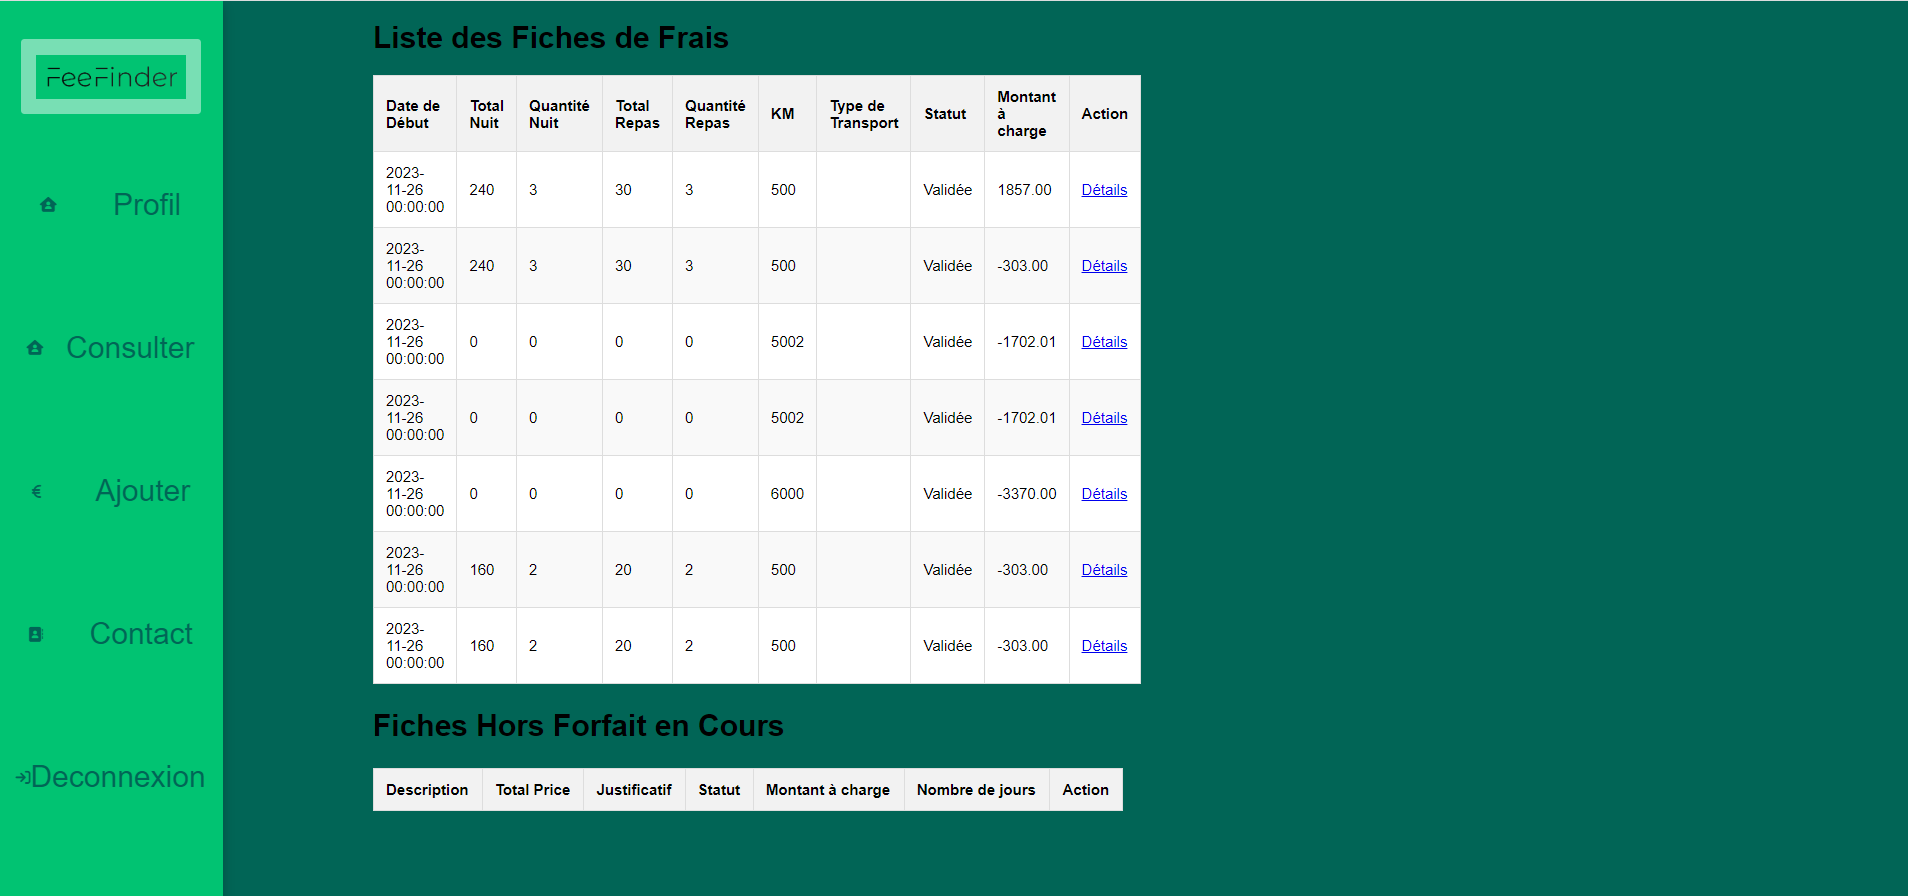 FeeFinder
Profil
Consulter
Ajouter
Contact
Deconnexion
Liste des Fiches de Frais
Date de Début Total Nuit Quantité Nuit Total Repas Quantité Repas KM Type de Transport Statut Montant à charge Action
2023-11-26 00:00:00 240 3 30 3 500 Validée 1857.00 Détails
2023-11-26 00:00:00 240 3 30 3 500 Validée -303.00 Détails
2023-11-26 00:00:00 0 0 0 0 5002 Validée -1702.01 Détails
2023-11-26 00:00:00 0 0 0 0 5002 Validée -1702.01 Détails
2023-11-26 00:00:00 0 0 0 0 6000 Validée -3370.00 Détails
2023-11-26 00:00:00 160 2 20 2 500 Validée -303.00 Détails
2023-11-26 00:00:00 160 2 20 2 500 Validée -303.00 Détails
Fiches Hors Forfait en Cours
Description Total Price Justificatif Statut Montant à charge Nombre de jours Action